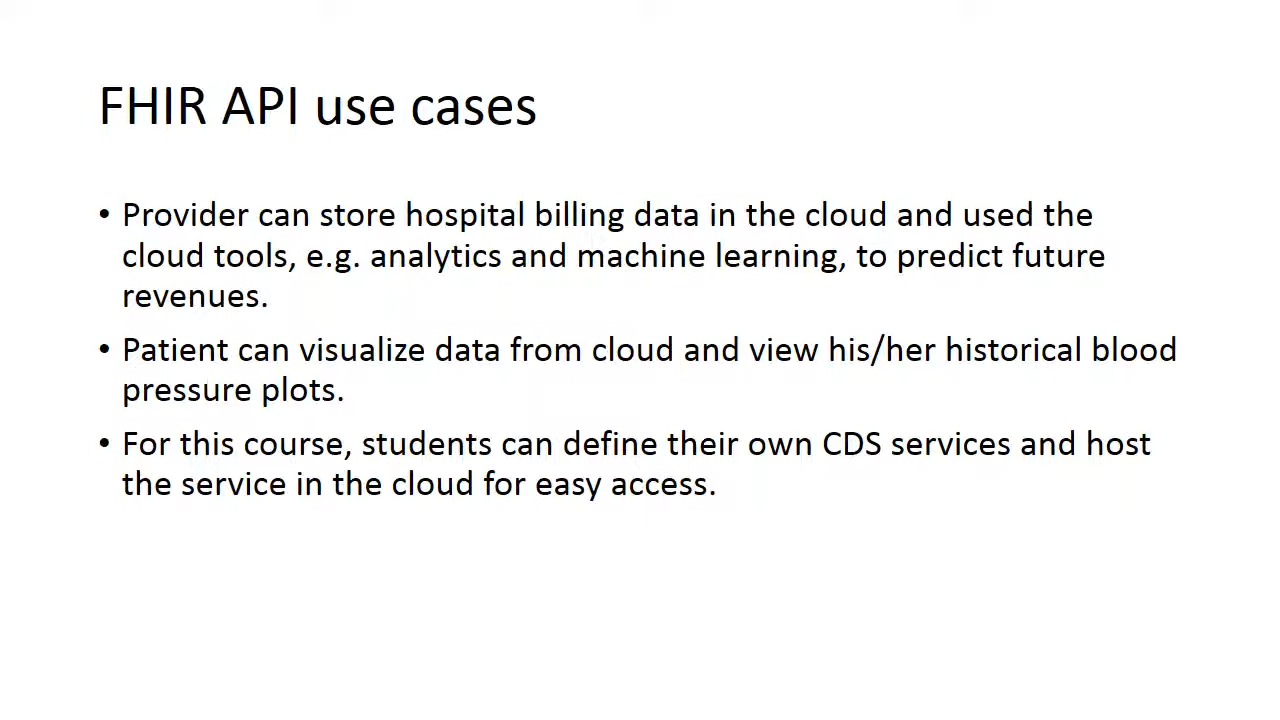 FHIR API use cases
• Provider can store hospital billing data in the cloud and used the
cloud tools, e.g. analytics and machine learning, to predict future
revenues.
• Patient can visualize data from cloud and view his/her historical blood
pressure plots.
• For this course, students can define their own CDS services and host
the service in the cloud for easy access.